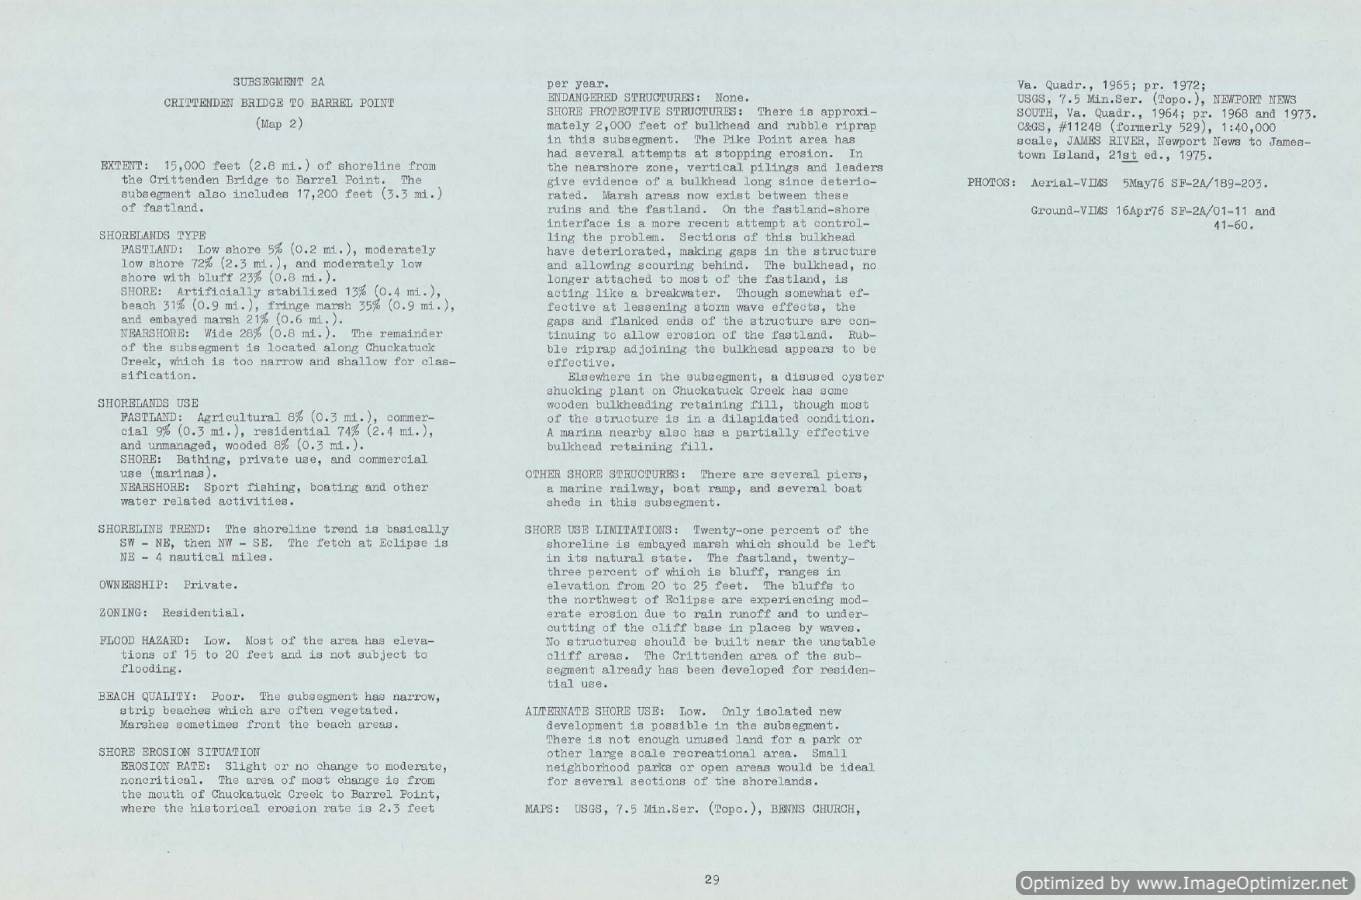 SUBSEGMENT 2A
CRITTENDEN BRIDGE TO BARREL POINT
(Map 2)
EXTENT: 15,000 feet (2.8 mi.) of shoreline from
the Crittenden Bridge to Barrel Point. The
subsegment also includes 17,200 feet (3.3 mi.)
of fastland.
SHORELANDS TYPE
FASTLAND: Low shore 5% (0.2 mi.), moderately
low shore 72% (2.3 mi.), and moderately low
shore with bluff 23% (0.8 mi.).
SHORE: Artificially stabilized 13% (0.4 mi.),
beach 31% (0.9 mi.), fringe marsh 35% (0.9 mi.),
and embayed marsh 21% (0.6 mi.).
NEARSHORE: Wide 28% (0.8 mi.). The remainder
of the subsegment is located along Chuckatuck
Creek, which is too narrow and shallow for clas-
sification.
SHORELANDS USE
FASTLAND: Agricultural 8% (0.3 mi.), commer-
cial 9% (0.3 mi.), residential 74% (2.4 mi.),
and unmanaged, wooded 8% (0.3 mi.).
SHORE: Bathing, private use, and commercial
use (marinas).
NEARSHORE: Sport fishing, boating and other
water related activities.
SHORELINE TREND: The shoreline trend is basically
SW - NE, then NW - SE. The fetch at Eclipse is
NE - 4 nautical miles.
OWNERSHIP: Private.
ZONING: Residential.
FLOOD HAZARD: Low. Most of the area has eleva-
tions of 15 to 20 feet and is not subject to
flooding.
BEACH QUALITY: Poor. The subsegment has narrow,
strip beaches which are often vegetated.
Marshes sometimes front the beach areas.
SHORE EROSION SITUATION
EROSION RATE: Slight or no change to moderate,
noncritical. The area of most change is from
the mouth of Chuckatuck Creek to Barrel Point,
where the historical erosion rate is 2.3 feet
per year.
ENDANGERED STRUCTURES: None.
SHORE PROTECTIVE STRUCTURES: There is approxi-
mately 2,000 feet of bulkhead and rubble riprap
in this subsegment. The Pike Point area has
had several attempts at stopping erosion. In
the nearshore zone, vertical pilings and leaders
give evidence of a bulkhead long since deterio-
rated. Marsh areas now exist between these
ruins and the fastland. On the fastland-shore
interface is a more recent attempt at control-
ling the problem. Sections of this bulkhead
have deteriorated, making gaps in the structure
and allowing scouring behind. The bulkhead, no
longer attached to most of the fastland, is
acting like a breakwater. Though somewhat ef-
fective at lessening storm wave effects, the
gaps and flanked ends of the structure are con-
tinuing to allow erosion of the fastland. Rub-
ble riprap adjoining the bulkhead appears to be
effective.
Elsewhere in the subsegment, a disused oyster
shucking plant on Chuckatuck Creek has some
wooden bulkheading retaining fill, though most
of the structure is in a dilapidated condition.
A marina nearby also has a partially effective
bulkhead retaining fill.
OTHER SHORE STRUCTURES: There are several piers,
a marine railway, boat ramp, and several boat
sheds in this subsegment.
SHORE USE LIMITATIONS: Twenty-one percent of the
shoreline is embayed marsh which should be left
in its natural state. The fastland, twenty-
three percent of which is bluff, ranges in
elevation from 20 to 25 feet. The bluffs to
the northwest of Eclipse are experiencing mod-
erate erosion due to rain runoff and to under-
cutting of the cliff base in places by waves.
No structures should be built near the unstable
cliff areas. The Crittenden area of the sub-
segment already has been developed for residen-
tial use.
ALTERNATE SHORE USE: Low. Only isolated new
development is possible in the subsegment.
There is not enough unused land for a park or
other large scale recreational area. Small
neighborhood parks or open areas would be ideal
for several sections of the shorelands.
MAPS: USGS, 7.5 Min.Ser. (Topo.), BENNS CHURCH,
Va. Quadr., 1965; pr. 1972;
USGS, 7.5 Min.Ser. (Topo.), NEWPORT NEWS
SOUTH, Va. Quadr., 1964; pr. 1968 and 1973.
C&GS, #11248 (formerly 529), 1:40,000
scale, JAMES RIVER, Newport News to James-
town Island, 21st ed., 1975.
PHOTOS: Aerial-VIMS 5May76 SF-2A/189-203.
Ground-VIMS 16Apr76 SF-2A/01-11 and
41-60.
29
Optimized by www.ImageOptimizer.net